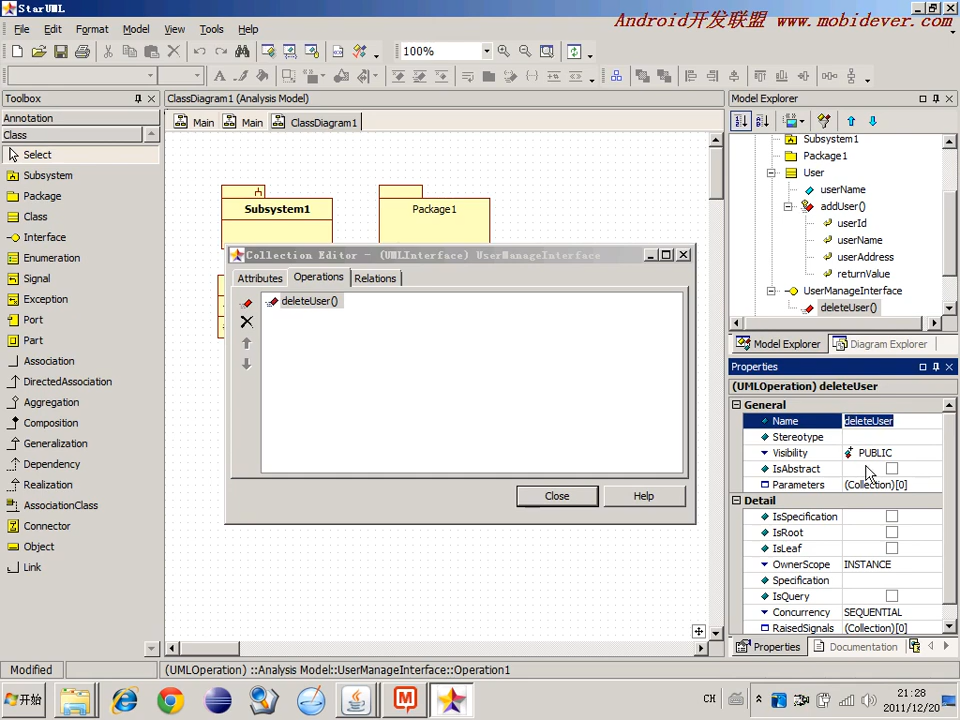 StarUML
Android开发联盟 www.mobidever.com
File Edit Format Model View Tools Help
100%
Toolbox
Annotation
Class
Select
Subsystem
Package
Class
Interface
Enumeration
Signal
Exception
Port
Part
Association
DirectedAssociation
Aggregation
Composition
Generalization
Dependency
Realization
AssociationClass
Connector
Object
Link
ClassDiagram1 (Analysis Model)
Main Main ClassDiagram1
Subsystem1
Package1
Collection Editor - (UMLInterface) UserManageInterface
Attributes Operations Relations
deleteUser()
Close Help
Model Explorer
Subsystem1
Package1
User
userName
addUser()
userId
userName
userAddress
returnValue
UserManageInterface
deleteUser()
Model Explorer Diagram Explorer
Properties
(UMLOperation) deleteUser
General
Name deleteUser
Stereotype
Visibility PUBLIC
IsAbstract
Parameters (Collection)[0]
Detail
IsSpecification
IsRoot
IsLeaf
OwnerScope INSTANCE
Specification
IsQuery
Concurrency SEQUENTIAL
RaisedSignals (Collection)[0]
Properties Documentation
Modified (UMLOperation) ::Analysis Model::UserManageInterface::Operation1
开始
CH
21:28
2011/12/20